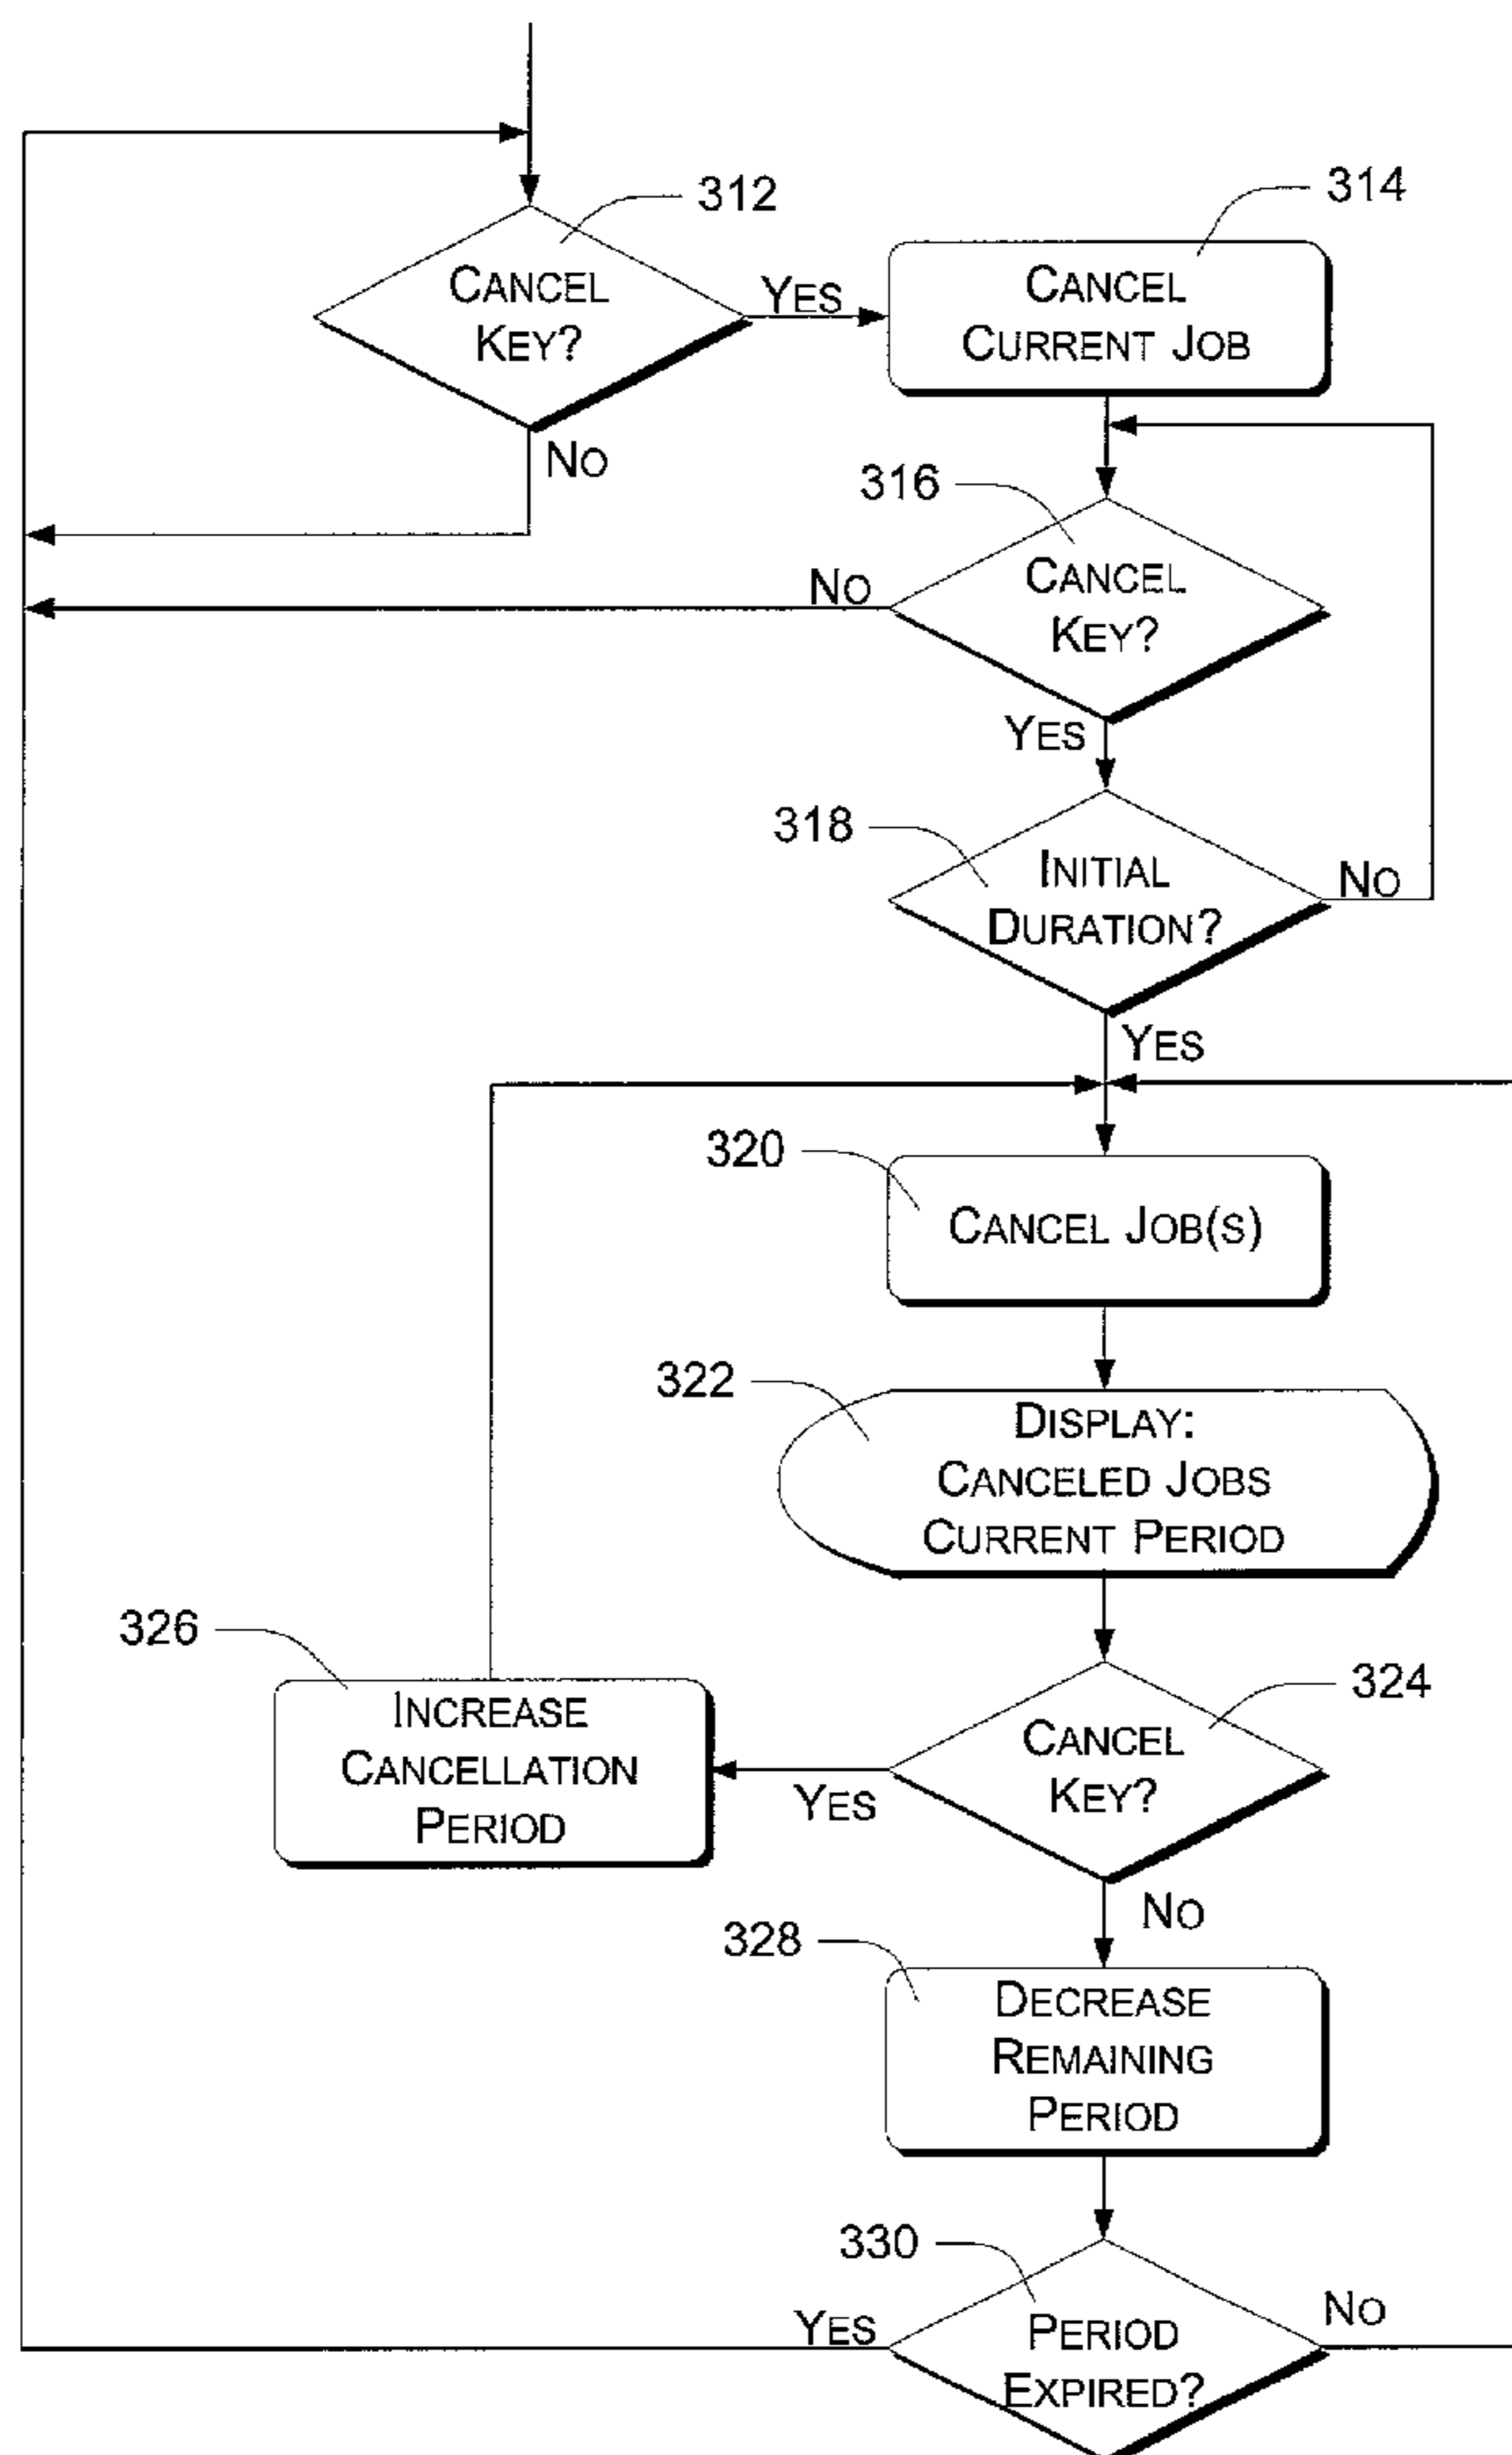 312
CANCEL
KEY?
YES
NO
314
CANCEL
CURRENT JOB
316
CANCEL
KEY?
NO
YES
318
INITIAL
DURATION?
NO
YES
320
CANCEL JOB(S)
322
DISPLAY:
CANCELED JOBS
CURRENT PERIOD
324
CANCEL
KEY?
YES
NO
326
INCREASE
CANCELLATION
PERIOD
328
DECREASE
REMAINING
PERIOD
330
PERIOD
EXPIRED?
YES
NO